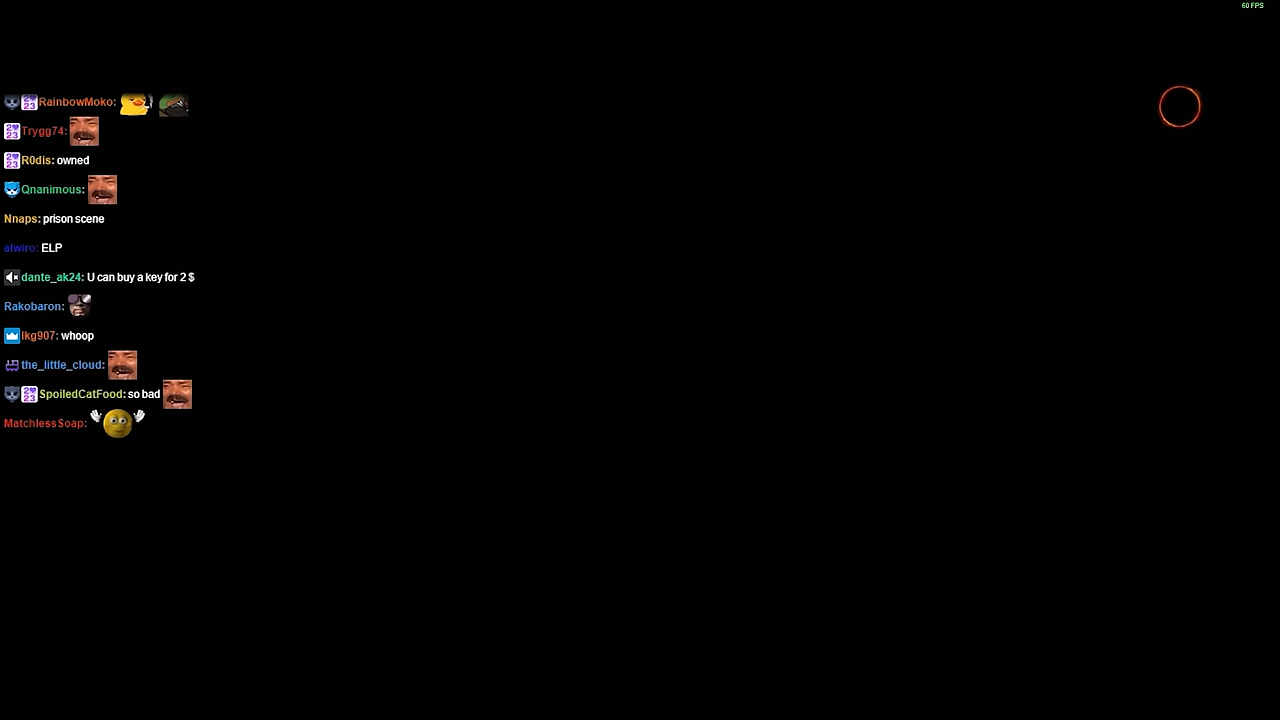 60 FPS
RainbowMoko:
Trygg74:
R0dis: owned
Qnanimous:
Nnaps: prison scene
alwiro: ELP
dante_ak24: U can buy a key for 2 $
Rakobaron:
lkg907: whoop
the_little_cloud:
SpoiledCatFood: so bad
MatchlessSoap: